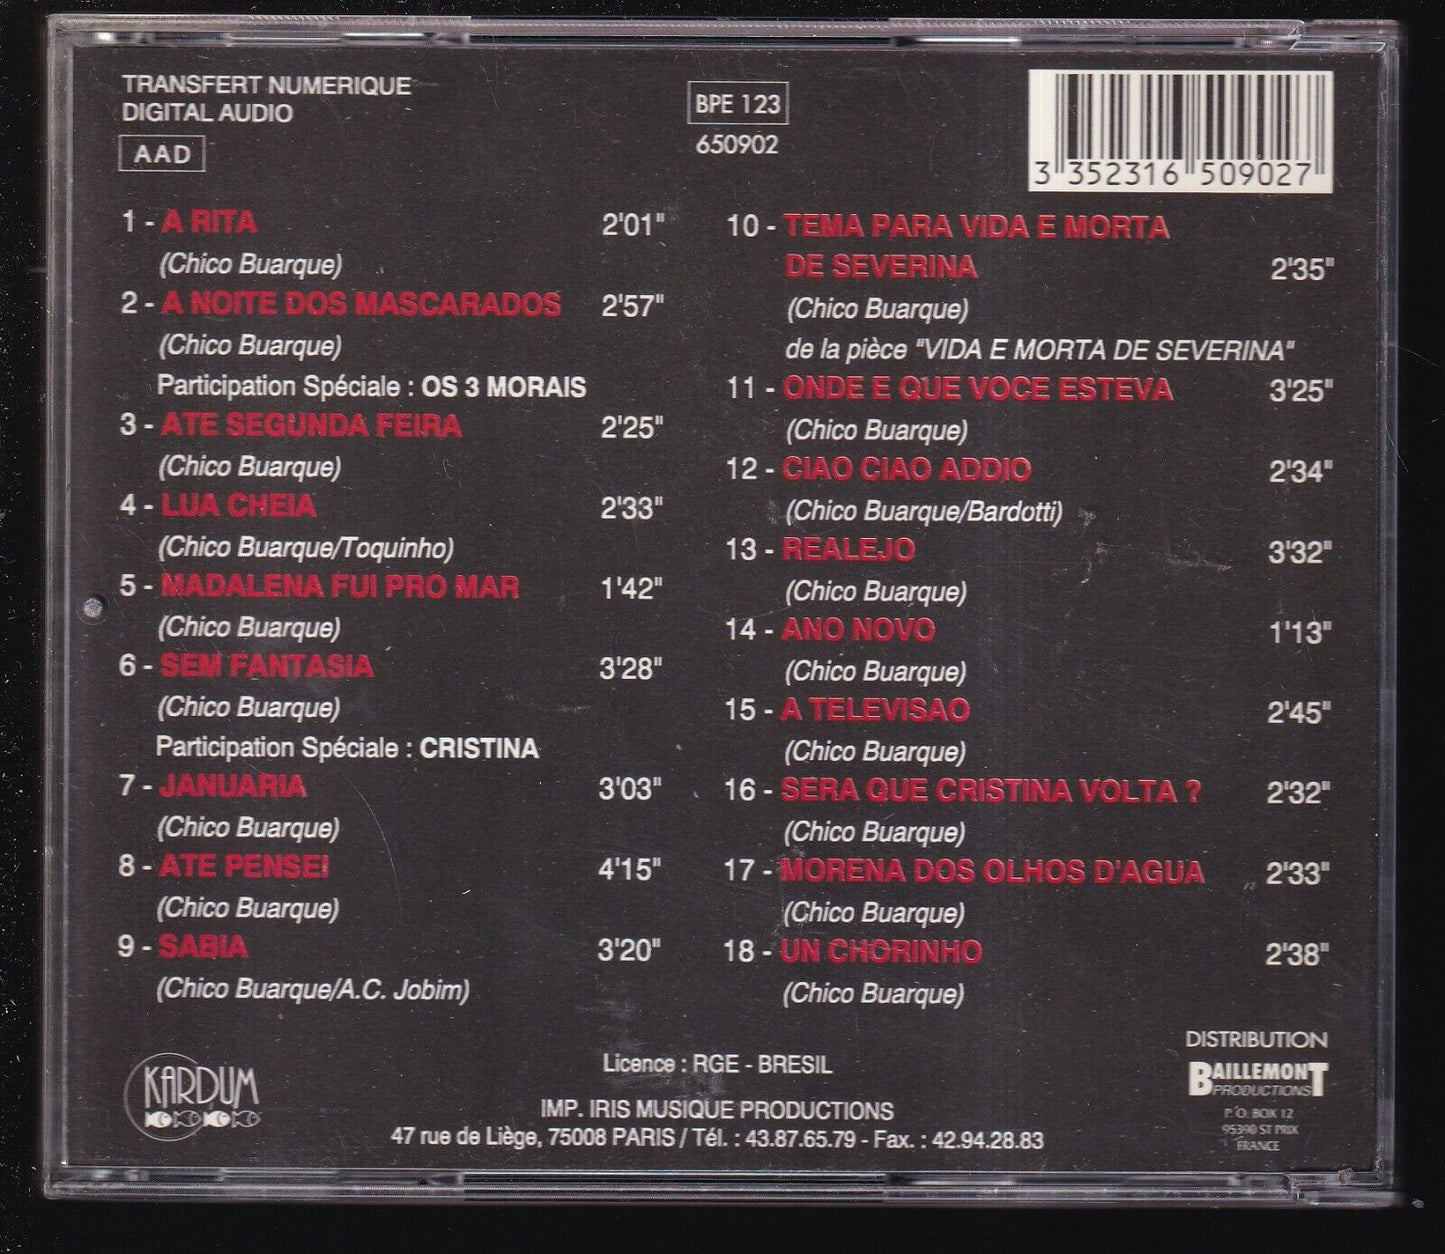 TRANSFERT NUMERIQUE
DIGITAL AUDIO
AAD
BPE 123
650902
3 352316 509027
1 - A RITA 2'01"
(Chico Buarque)
2 - A NOITE DOS MASCARADOS 2'57"
(Chico Buarque)
Participation Spéciale : OS 3 MORAIS
3 - ATE SEGUNDA FEIRA 2'25"
(Chico Buarque)
4 - LUA CHEIA 2'33"
(Chico Buarque/Toquinho)
5 - MADALENA FUI PRO MAR 1'42"
(Chico Buarque)
6 - SEM FANTASIA 3'28"
(Chico Buarque)
Participation Spéciale : CRISTINA
7 - JANUARIA 3'03"
(Chico Buarque)
8 - ATE PENSEI 4'15"
(Chico Buarque)
9 - SABIA 3'20"
(Chico Buarque/A.C. Jobim)
10 - TEMA PARA VIDA E MORTA
DE SEVERINA 2'35"
(Chico Buarque)
de la pièce "VIDA E MORTA DE SEVERINA"
11 - ONDE E QUE VOCE ESTEVA 3'25"
(Chico Buarque)
12 - CIAO CIAO ADDIO 2'34"
(Chico Buarque/Bardotti)
13 - REALEJO 3'32"
(Chico Buarque)
14 - ANO NOVO 1'13"
(Chico Buarque)
15 - A TELEVISAO 2'45"
(Chico Buarque)
16 - SERA QUE CRISTINA VOLTA ? 2'32"
(Chico Buarque)
17 - MORENA DOS OLHOS D'AGUA 2'33"
(Chico Buarque)
18 - UN CHORINHO 2'38"
(Chico Buarque)
KARDUM
Licence : RGE - BRESIL
IMP. IRIS MUSIQUE PRODUCTIONS
47 rue de Liège, 75008 PARIS / Tél. : 43.87.65.79 - Fax. : 42.94.28.83
DISTRIBUTION
BAILLEMONT
PRODUCTIONS
P.O. BOX 12
95390 ST PRIX
FRANCE